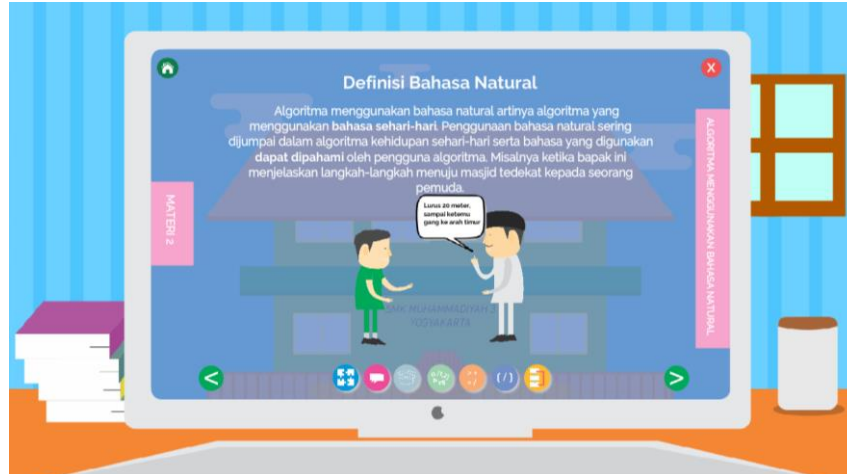 Definisi Bahasa Natural
Algoritma menggunakan bahasa natural artinya algoritma yang
menggunakan bahasa sehari-hari. Penggunaan bahasa natural sering
dijumpai dalam algoritma kehidupan sehari-hari serta bahasa yang digunakan
dapat dipahami oleh pengguna algoritma. Misalnya ketika bapak ini
menjelaskan langkah-langkah menuju masjid tedekat kepada seorang
pemuda.
Lurus 20 meter,
sampai ketemu
gang ke arah timur
SMK MUHAMMADIYAH 3
YOGYAKARTA
MATERI 2
ALGORITMA MENGGUNAKAN BAHASA NATURAL
X
<
>